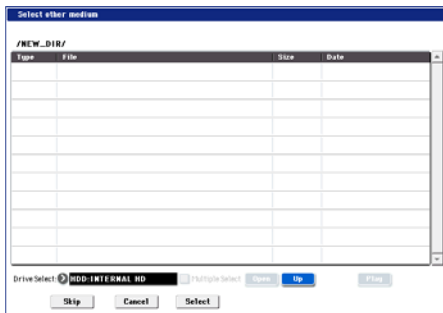 Select other medium
/NEW_DIR/
Type File Size Date
Drive Select: HDD:INTERNAL HD Multiple Select Open Up Play
Skip Cancel Select